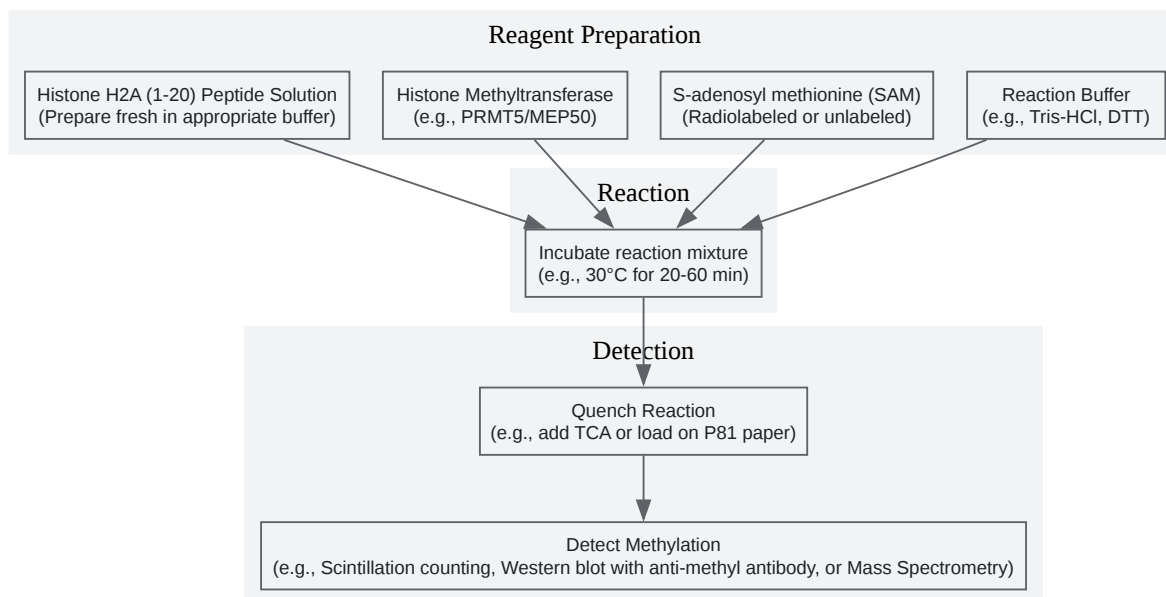 Reagent Preparation
Histone H2A (1-20) Peptide Solution
(Prepare fresh in appropriate buffer)
Histone Methyltransferase
(e.g., PRMT5/MEP50)
S-adenosyl methionine (SAM)
(Radiolabeled or unlabeled)
Reaction Buffer
(e.g., Tris-HCl, DTT)
Reaction
Incubate reaction mixture
(e.g., 30°C for 20-60 min)
Detection
Quench Reaction
(e.g., add TCA or load on P81 paper)
Detect Methylation
(e.g., Scintillation counting, Western blot with anti-methyl antibody, or Mass Spectrometry)